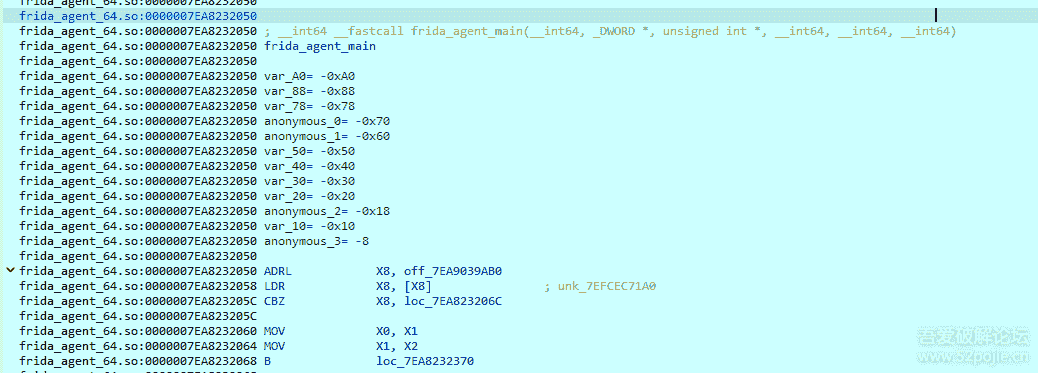 frida_agent_64.so:0000007EA8232050
frida_agent_64.so:0000007EA8232050
frida_agent_64.so:0000007EA8232050 ; __int64 __fastcall frida_agent_main(__int64, _DWORD *, unsigned int *, __int64, __int64, __int64)
frida_agent_64.so:0000007EA8232050 frida_agent_main
frida_agent_64.so:0000007EA8232050
frida_agent_64.so:0000007EA8232050 var_A0= -0xA0
frida_agent_64.so:0000007EA8232050 var_88= -0x88
frida_agent_64.so:0000007EA8232050 var_78= -0x78
frida_agent_64.so:0000007EA8232050 anonymous_0= -0x70
frida_agent_64.so:0000007EA8232050 anonymous_1= -0x60
frida_agent_64.so:0000007EA8232050 var_50= -0x50
frida_agent_64.so:0000007EA8232050 var_40= -0x40
frida_agent_64.so:0000007EA8232050 var_30= -0x30
frida_agent_64.so:0000007EA8232050 var_20= -0x20
frida_agent_64.so:0000007EA8232050 anonymous_2= -0x18
frida_agent_64.so:0000007EA8232050 var_10= -0x10
frida_agent_64.so:0000007EA8232050 anonymous_3= -8
frida_agent_64.so:0000007EA8232050
frida_agent_64.so:0000007EA8232050 ADRL X8, off_7EA9039AB0
frida_agent_64.so:0000007EA8232058 LDR X8, [X8] ; unk_7EFCEC71A0
frida_agent_64.so:0000007EA823205C CBZ X8, loc_7EA823206C
frida_agent_64.so:0000007EA823205C
frida_agent_64.so:0000007EA8232060 MOV X0, X1
frida_agent_64.so:0000007EA8232064 MOV X1, X2
frida_agent_64.so:0000007EA8232068 B loc_7EA8232370
吾爱破解论坛
www.52pojie.cn